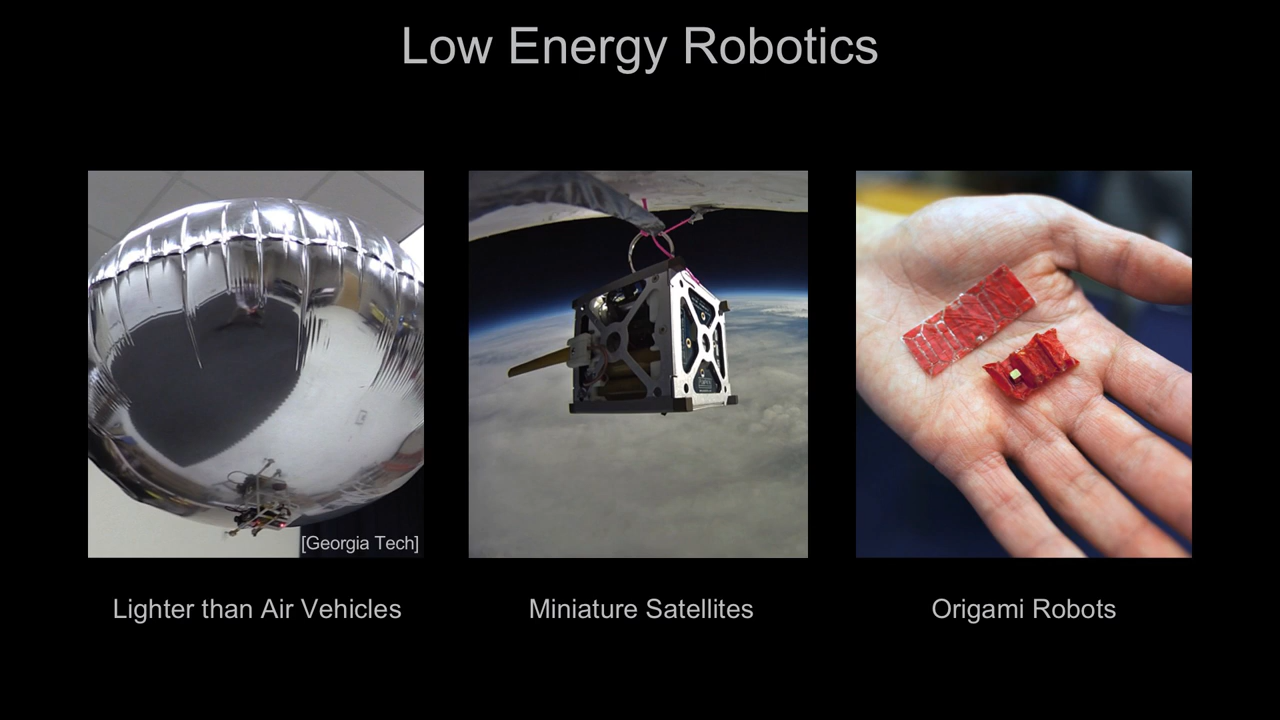 Low Energy Robotics
[Georgia Tech]
Lighter than Air Vehicles
Miniature Satellites
Origami Robots